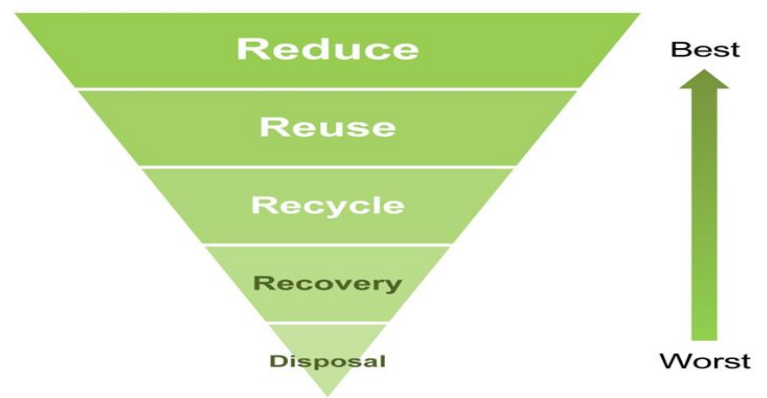 Reduce
Best
Reuse
Recycle
Recovery
Disposal
Worst